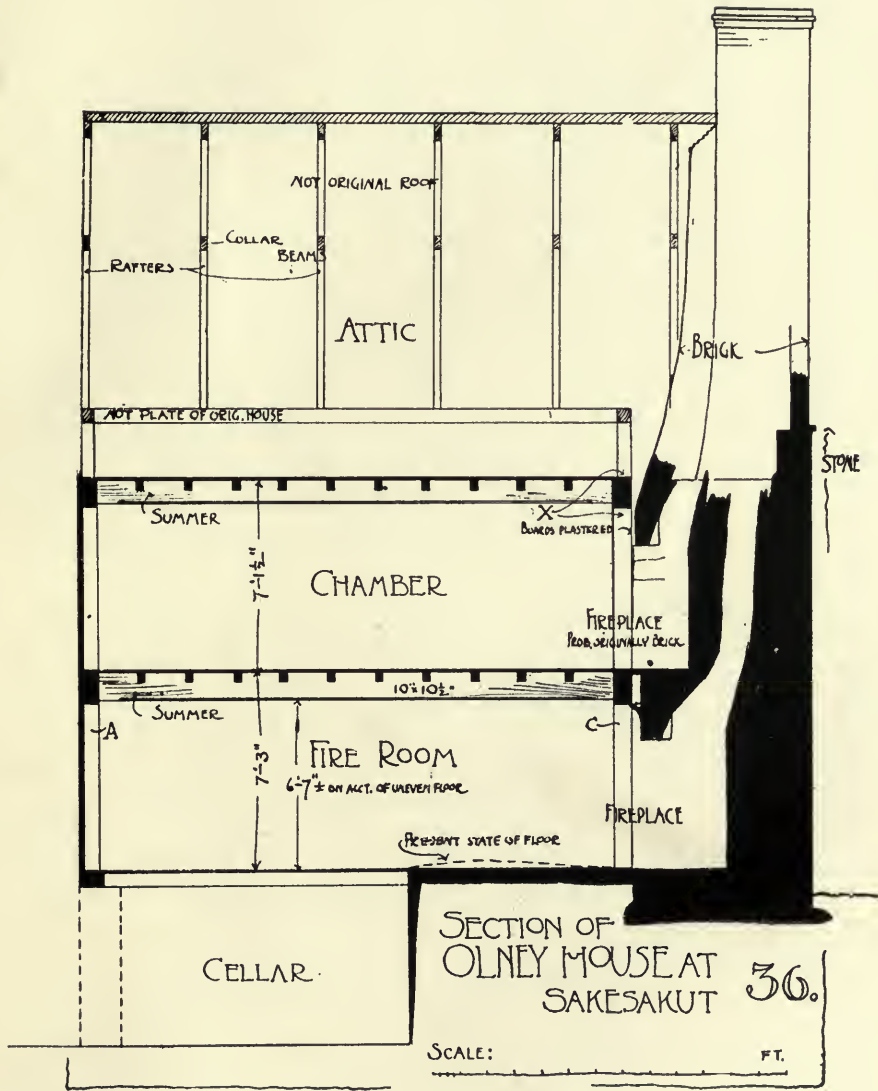 NOT ORIGINAL ROOF
COLLAR
BEAMS
RAFTERS
ATTIC
BRICK
NOT PLATE OF ORIG. HOUSE
STONE
SUMMER
X
BOARDS PLASTERED
7'-1½"
CHAMBER
FIREPLACE
PROB. ORIGINALLY BRICK
10"x10½"
SUMMER
A
C
7'-3"
FIRE ROOM
6'-7"± ON ACCT. OF UNEVEN FLOOR
FIREPLACE
PRESENT STATE OF FLOOR
CELLAR.
SECTION OF
OLNEY HOUSE AT
SAKESAKUT
36.
SCALE:
FT.